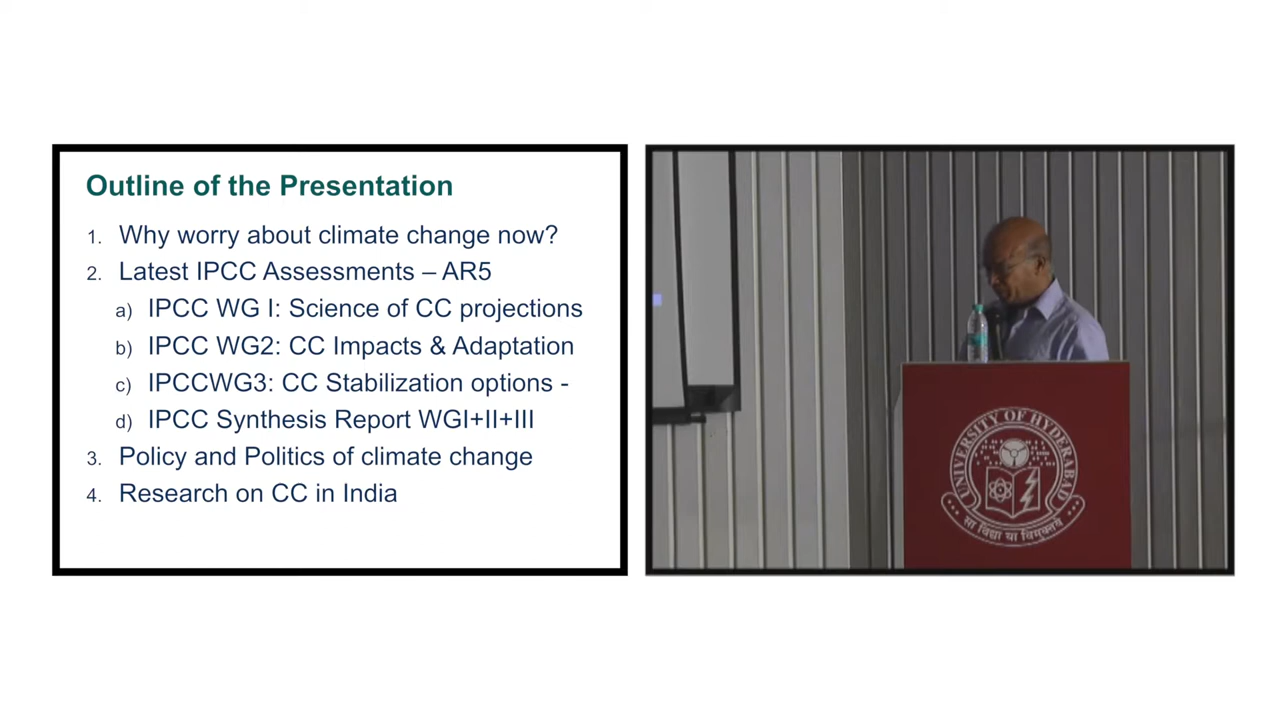 Outline of the Presentation
1. Why worry about climate change now?
2. Latest IPCC Assessments – AR5
a) IPCC WG I: Science of CC projections
b) IPCC WG2: CC Impacts & Adaptation
c) IPCCWG3: CC Stabilization options -
d) IPCC Synthesis Report WGI+II+III
3. Policy and Politics of climate change
4. Research on CC in India
UNIVERSITY OF HYDERABAD
सा विद्या या विमुक्तये